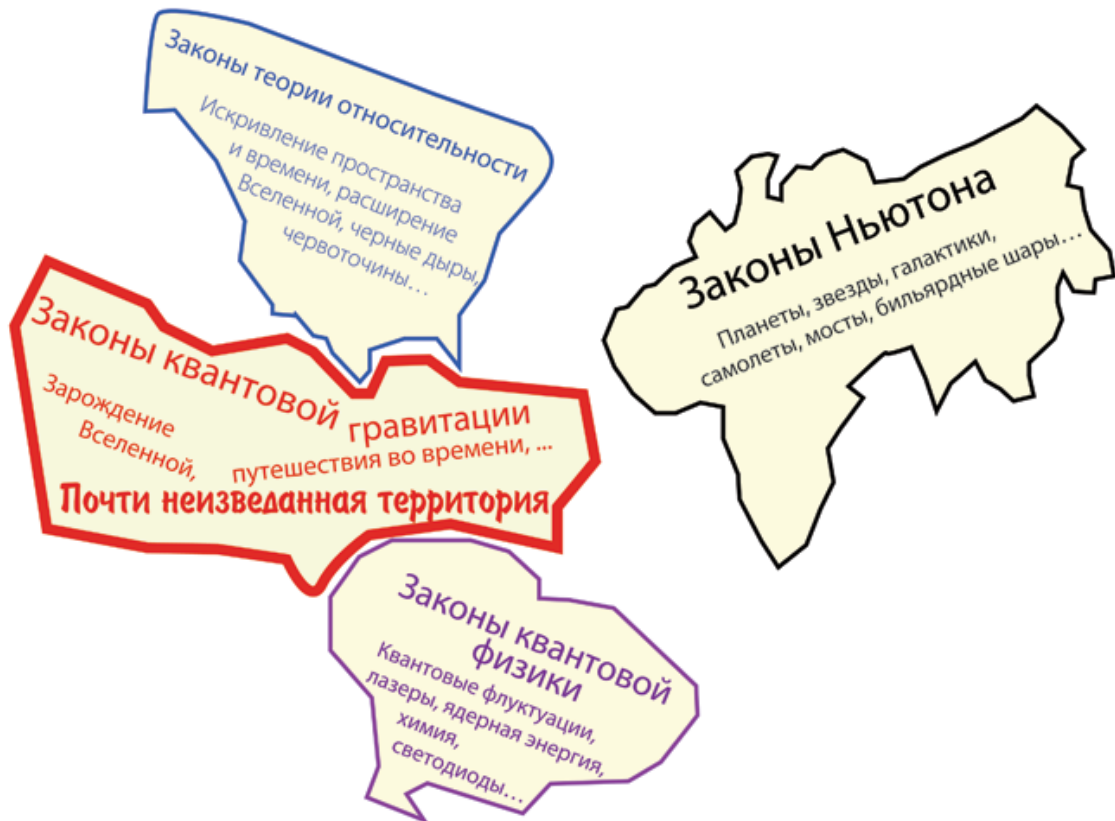 Законы теории относительности
Искривление пространства
и времени, расширение
Вселенной, черные дыры,
червоточины...
Законы Ньютона
Планеты, звезды, галактики,
самолеты, мосты, бильярдные шары...
Законы квантовой гравитации
Зарождение
Вселенной, путешествия во времени, ...
Почти неизведанная территория
Законы квантовой
физики
Квантовые флуктуации,
лазеры, ядерная энергия,
химия,
светодиоды...